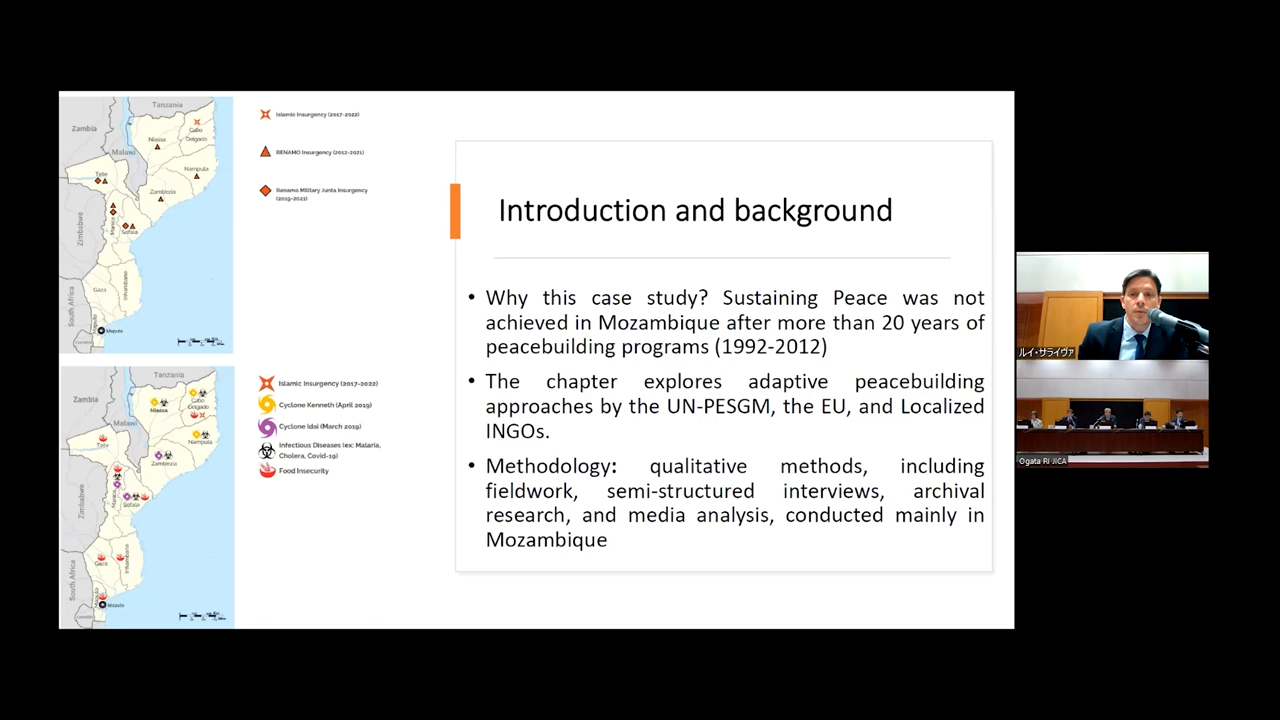 Tanzania
Zambia
Cabo
Delgado
Niassa
Malawi
Nampula
Tete
Zambezia
Manica
Sofala
Zimbabwe
Inhambane
Gaza
South Africa
Maputo
Maputo
Islamic Insurgency (2017-2022)
RENAMO Insurgency (2012-2021)
Renamo Military Junta Insurgency
(2019-2021)
Tanzania
Zambia
Cabo
Delgado
Niassa
Malawi
Nampula
Tete
Zambezia
Manica
Sofala
Zimbabwe
Inhambane
Gaza
South Africa
Maputo
Maputo
Islamic Insurgency (2017-2022)
Cyclone Kenneth (April 2019)
Cyclone Idai (March 2019)
Infectious Diseases (ex: Malaria,
Cholera, Covid-19)
Food Insecurity
Introduction and background
• Why this case study? Sustaining Peace was not
achieved in Mozambique after more than 20 years of
peacebuilding programs (1992-2012)
• The chapter explores adaptive peacebuilding
approaches by the UN-PESGM, the EU, and Localized
INGOs.
• Methodology: qualitative methods, including
fieldwork, semi-structured interviews, archival
research, and media analysis, conducted mainly in
Mozambique
ルイ・サライヴァ
Ogata RI JICA